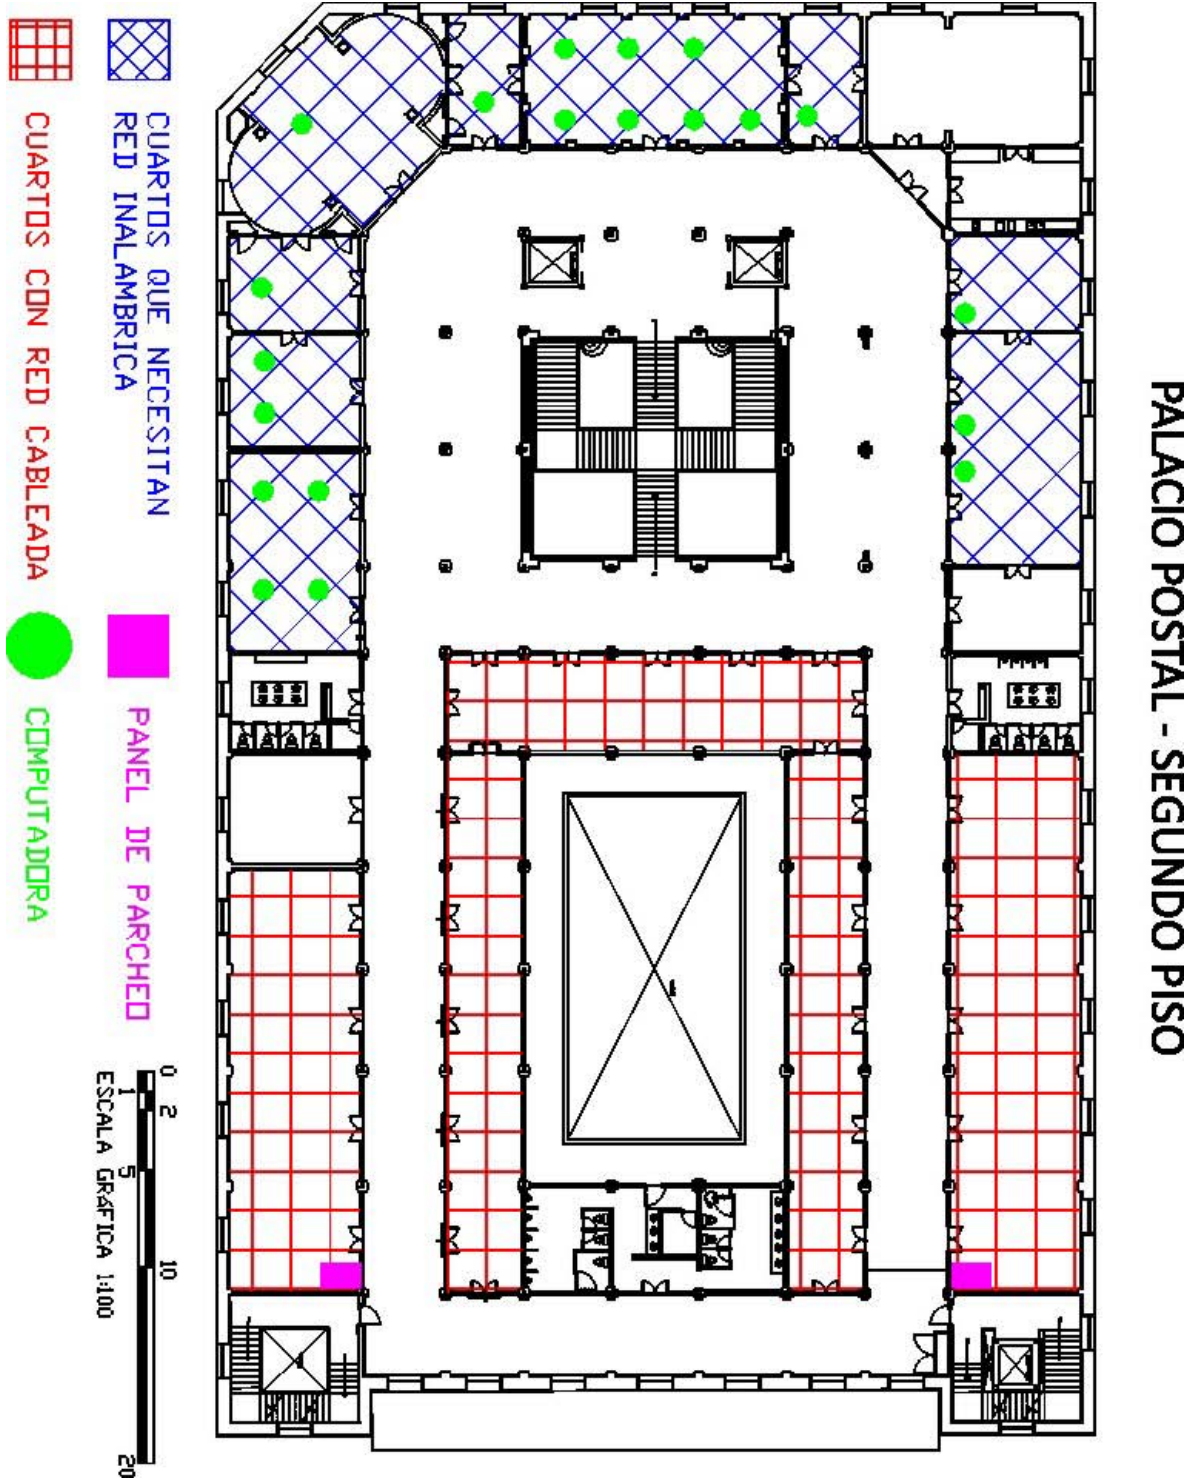 PALACIO POSTAL - SEGUNDO PISO
CUARTOS QUE NECESITAN
RED INALAMBRICA
PANEL DE PARCHEO
CUARTOS CON RED CABLEADA
COMPUTADORA
0 1 2 5 10 20
ESCALA GRAFICA 1:100